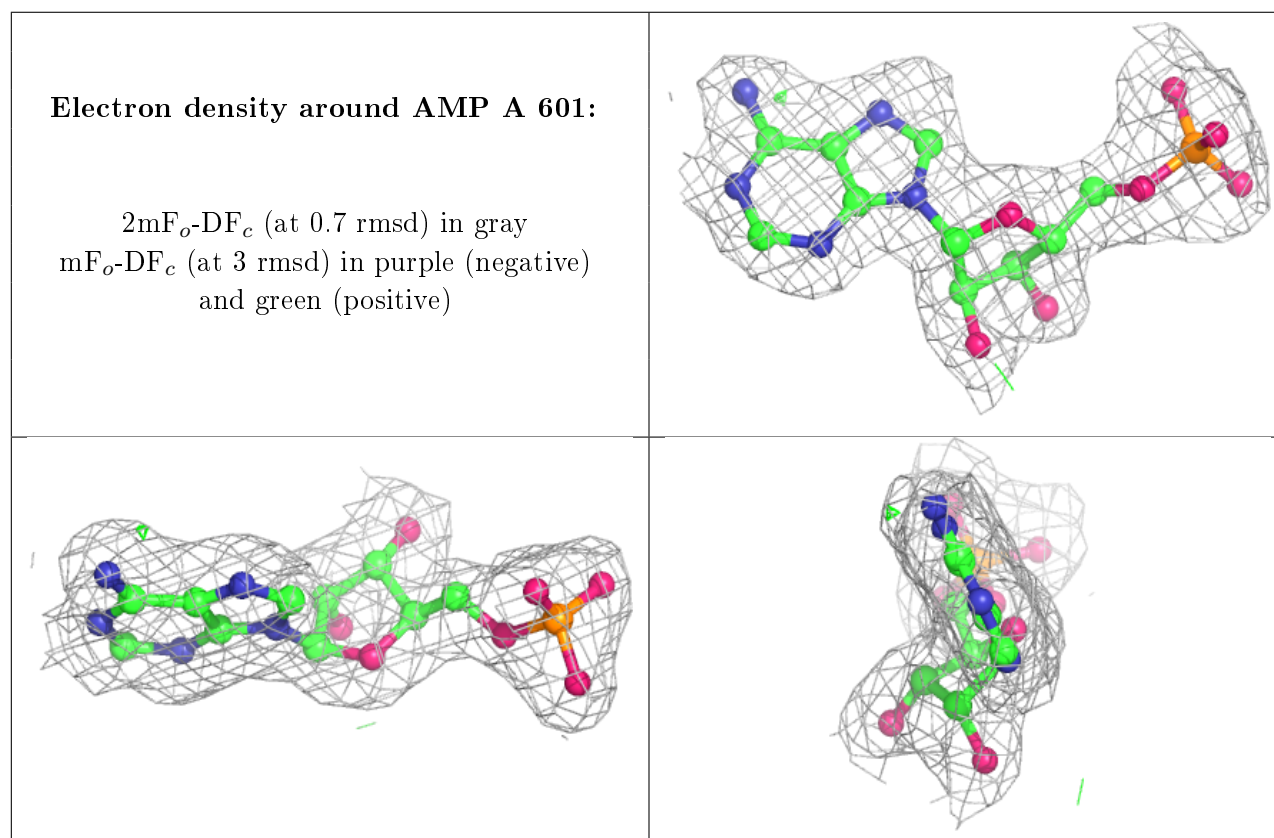 Electron density around AMP A 601:
2mFₒ-DF𝒸 (at 0.7 rmsd) in gray
mFₒ-DF𝒸 (at 3 rmsd) in purple (negative)
and green (positive)